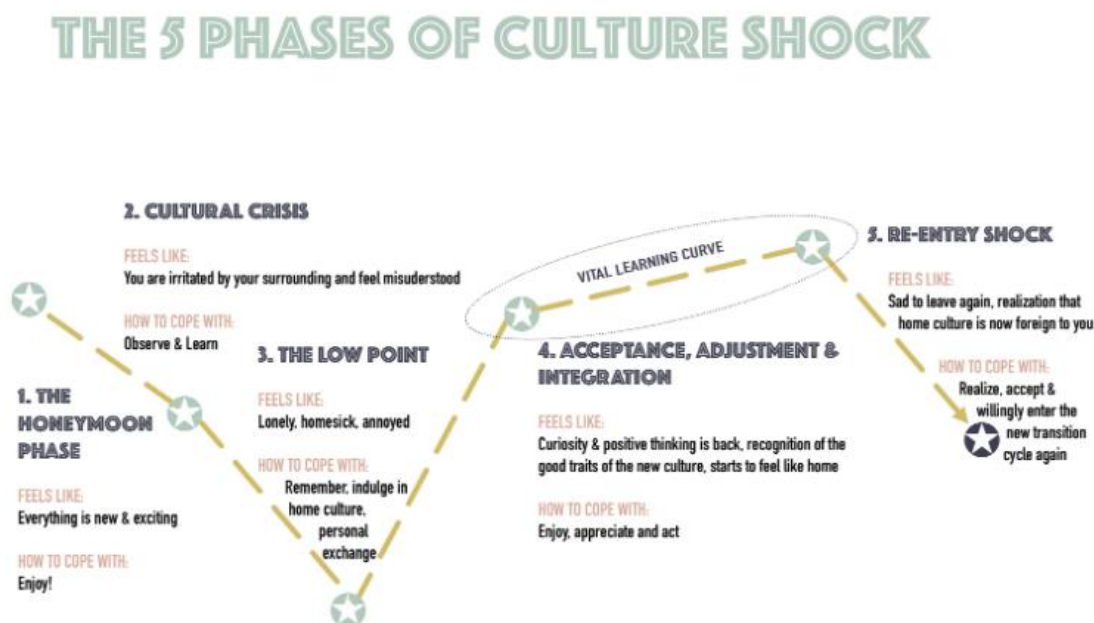 THE 5 PHASES OF CULTURE SHOCK
1. THE
HONEYMOON
PHASE
FEELS LIKE:
Everything is new & exciting
HOW TO COPE WITH:
Enjoy!
2. CULTURAL CRISIS
FEELS LIKE:
You are irritated by your surrounding and feel misunderstood
HOW TO COPE WITH:
Observe & Learn
3. THE LOW POINT
FEELS LIKE:
Lonely, homesick, annoyed
HOW TO COPE WITH:
Remember, indulge in
home culture,
personal
exchange
VITAL LEARNING CURVE
4. ACCEPTANCE, ADJUSTMENT &
INTEGRATION
FEELS LIKE:
Curiosity & positive thinking is back, recognition of the
good traits of the new culture, starts to feel like home
HOW TO COPE WITH:
Enjoy, appreciate and act
5. RE-ENTRY SHOCK
FEELS LIKE:
Sad to leave again, realization that
home culture is now foreign to you
HOW TO COPE WITH:
Realize, accept &
willingly enter the
new transition
cycle again